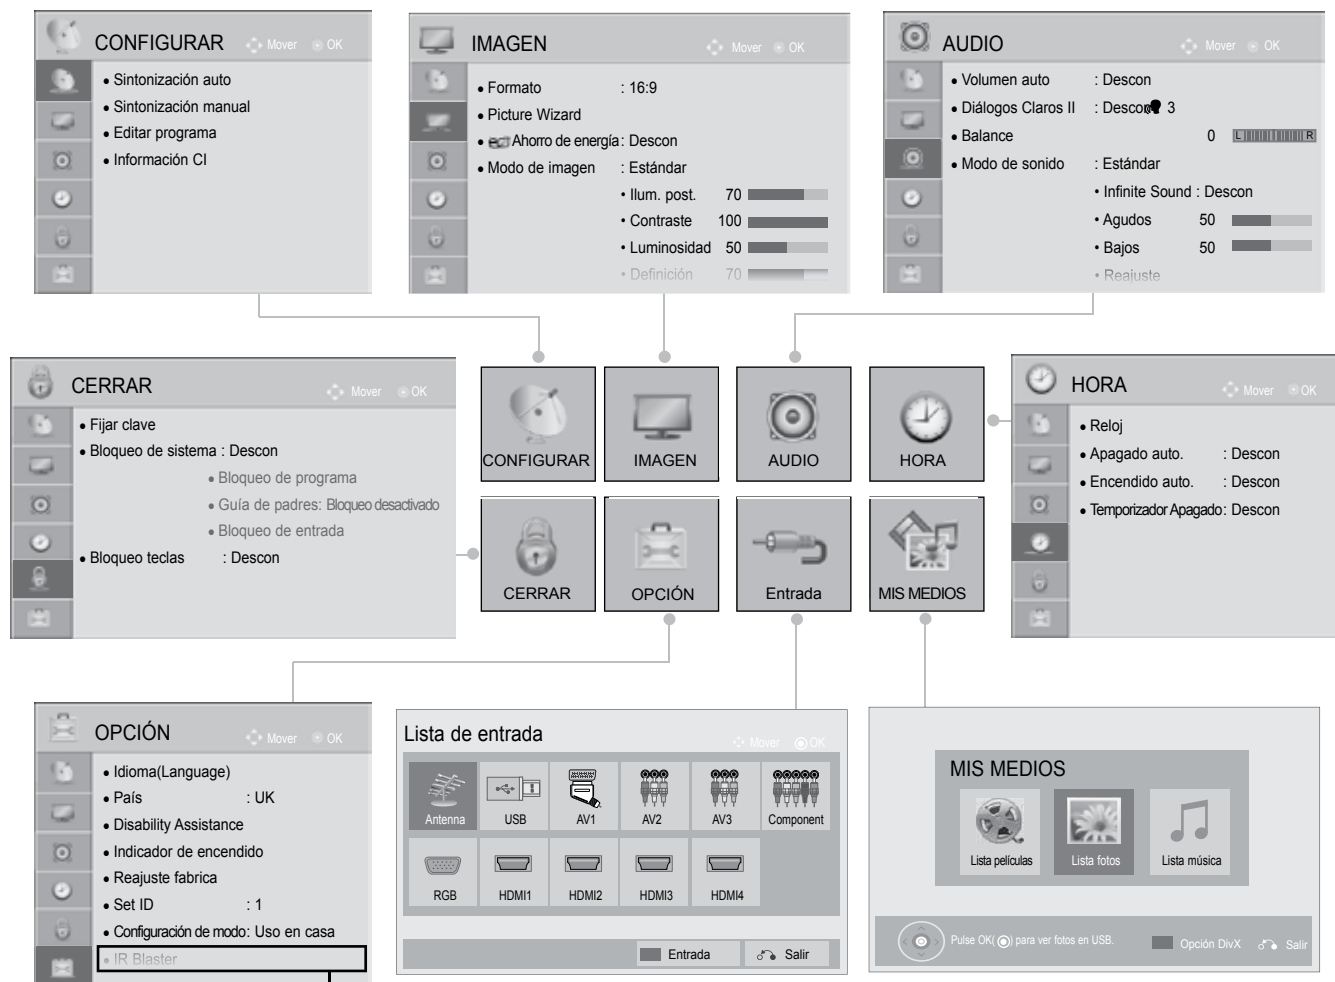 CONFIGURAR Mover OK
• Sintonización auto
• Sintonización manual
• Editar programa
• Información CI
IMAGEN Mover OK
• Formato : 16:9
• Picture Wizard
• Ahorro de energía: Descon
• Modo de imagen : Estándar
• Ilum. post. 70
• Contraste 100
• Luminosidad 50
• Definición 70
AUDIO Mover OK
• Volumen auto : Descon
• Diálogos Claros II : Descon 3
• Balance 0 L R
• Modo de sonido : Estándar
• Infinite Sound : Descon
• Agudos 50
• Bajos 50
• Reajuste
CERRAR Mover OK
• Fijar clave
• Bloqueo de sistema : Descon
• Bloqueo de programa
• Guía de padres: Bloqueo desactivado
• Bloqueo de entrada
• Bloqueo teclas : Descon
CONFIGURAR
IMAGEN
AUDIO
HORA
CERRAR
OPCIÓN
Entrada
MIS MEDIOS
HORA Mover OK
• Reloj
• Apagado auto. : Descon
• Encendido auto. : Descon
• Temporizador Apagado: Descon
OPCIÓN Mover OK
• Idioma(Language)
• País : UK
• Disability Assistance
• Indicador de encendido
• Reajuste fabrica
• Set ID : 1
• Configuración de modo: Uso en casa
• IR Blaster
Lista de entrada Mover OK
Antenna USB AV1 AV2 AV3 Component
RGB HDMI1 HDMI2 HDMI3 HDMI4
Entrada Salir
MIS MEDIOS
Lista películas Lista fotos Lista música
Pulse OK( ) para ver fotos en USB. Opción DivX Salir